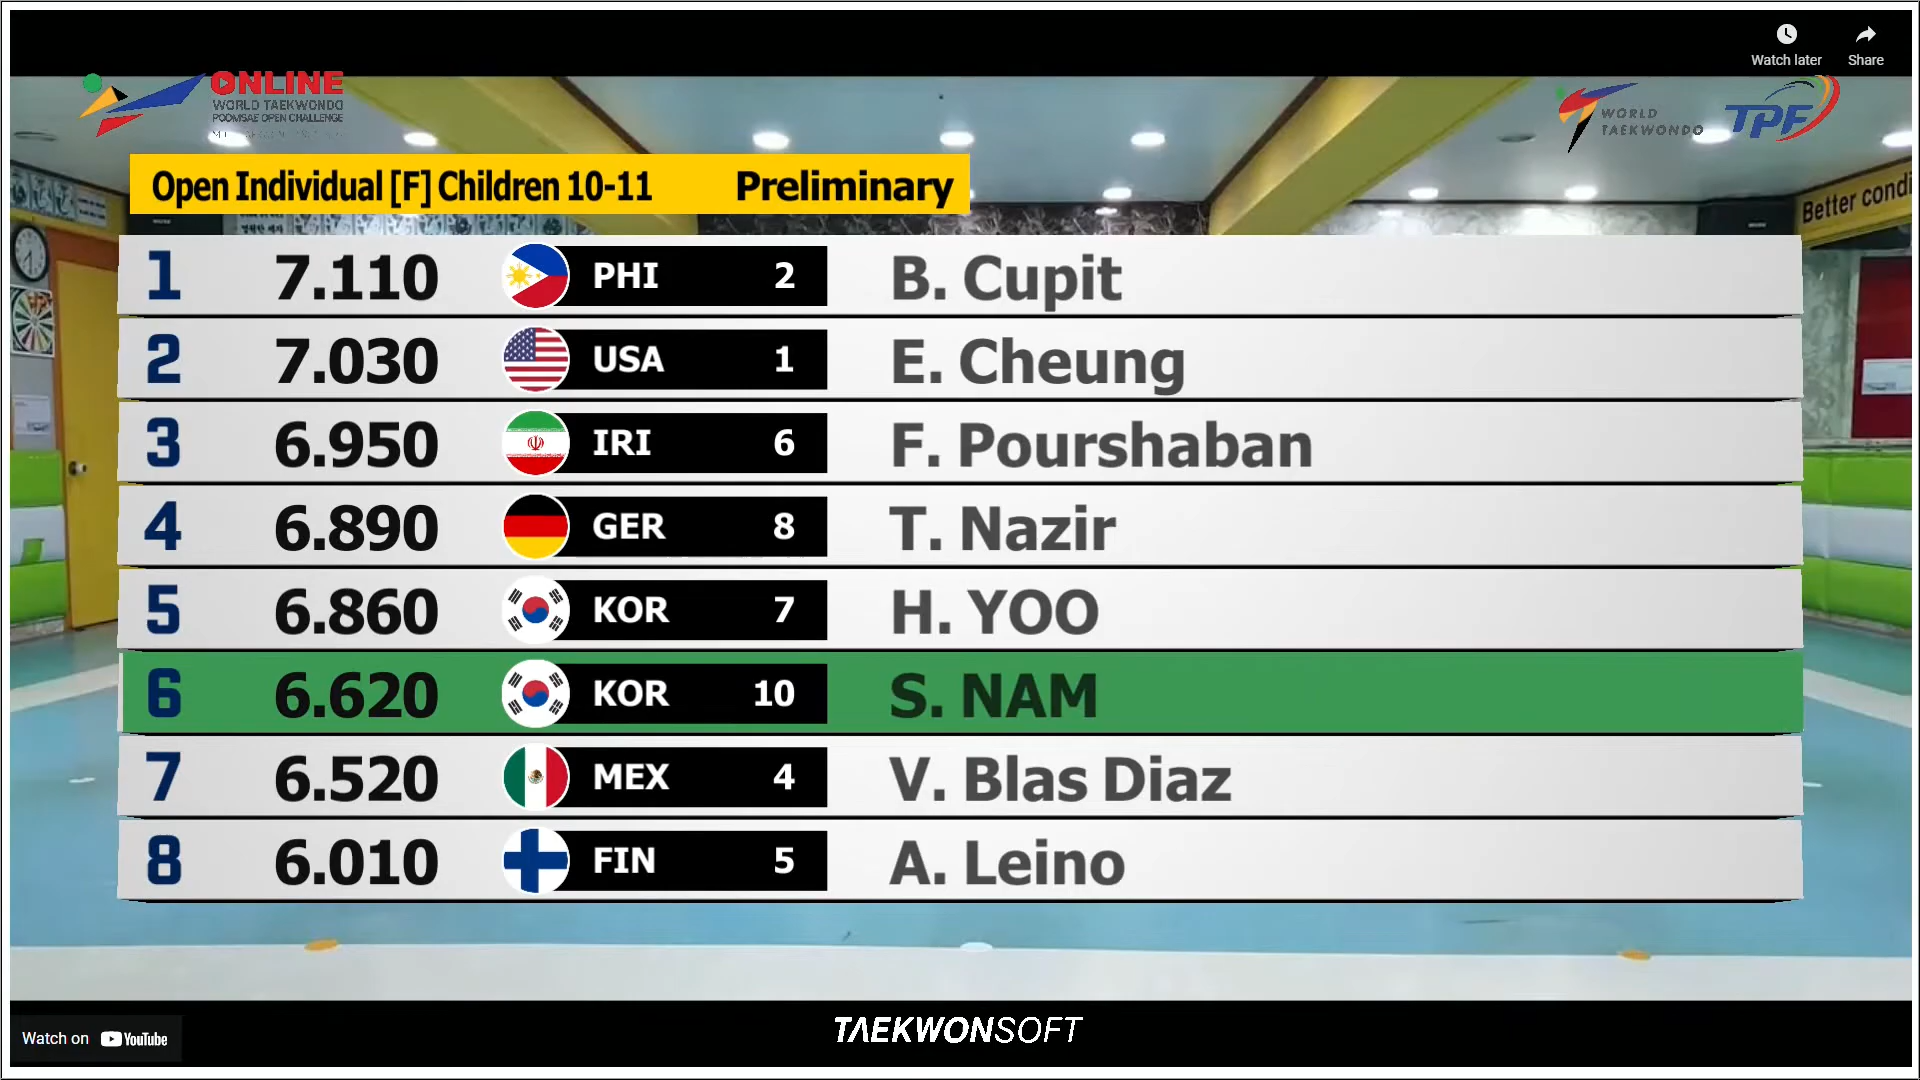 Watch later Share
ONLINE
WORLD TAEKWONDO
POOMSAE OPEN CHALLENGE
WORLD
TAEKWONDO
TPF
Open Individual [F] Children 10-11 Preliminary
Better condi
1 7.110 PHI 2 B. Cupit
2 7.030 USA 1 E. Cheung
3 6.950 IRI 6 F. Pourshaban
4 6.890 GER 8 T. Nazir
5 6.860 KOR 7 H. YOO
6 6.620 KOR 10 S. NAM
7 6.520 MEX 4 V. Blas Diaz
8 6.010 FIN 5 A. Leino
Watch on YouTube
TAEKWONSOFT